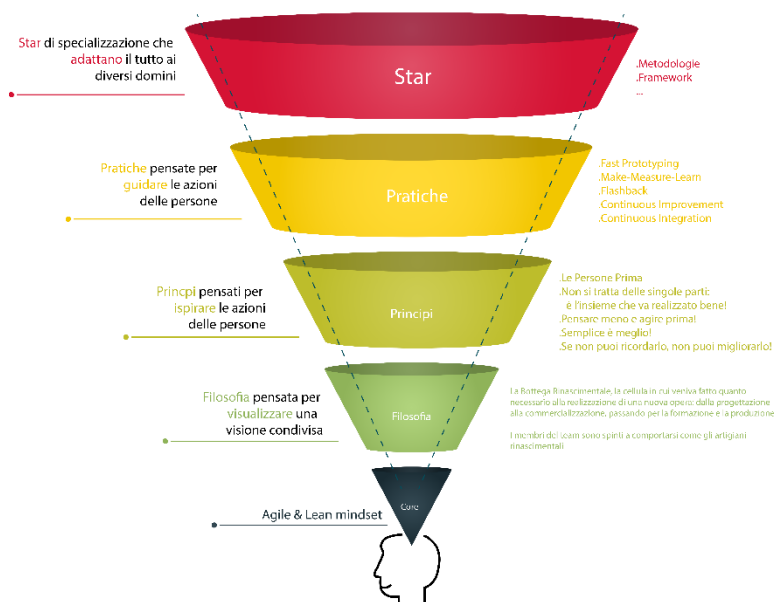 Star di specializzazione che
adattano il tutto ai
diversi domini
Star
.Metodologie
.Framework
...
Pratiche pensate per
guidare le azioni
delle persone
Pratiche
.Fast Prototyping
.Make-Measure-Learn
.Flashback
.Continuous Improvement
.Continuous Integration
Princpi pensati per
ispirare le azioni
delle persone
Principi
.Le Persone Prima
.Non si tratta delle singole parti:
è l'insieme che va realizzato bene!
.Pensare meno e agire prima!
.Semplice è meglio!
.Se non puoi ricordarlo, non puoi migliorarlo!
Filosofia pensata per
visualizzare una
visione condivisa
Filosofia
La Bottega Rinascimentale, la cellula in cui veniva fatto quanto
necessario alla realizzazione di una nuova opera: dalla progettazione
alla commercializzazione, passando per la formazione e la produzione
I membri del team sono spinti a comportarsi come gli artigiani
rinascimentali
Agile & Lean mindset
Core